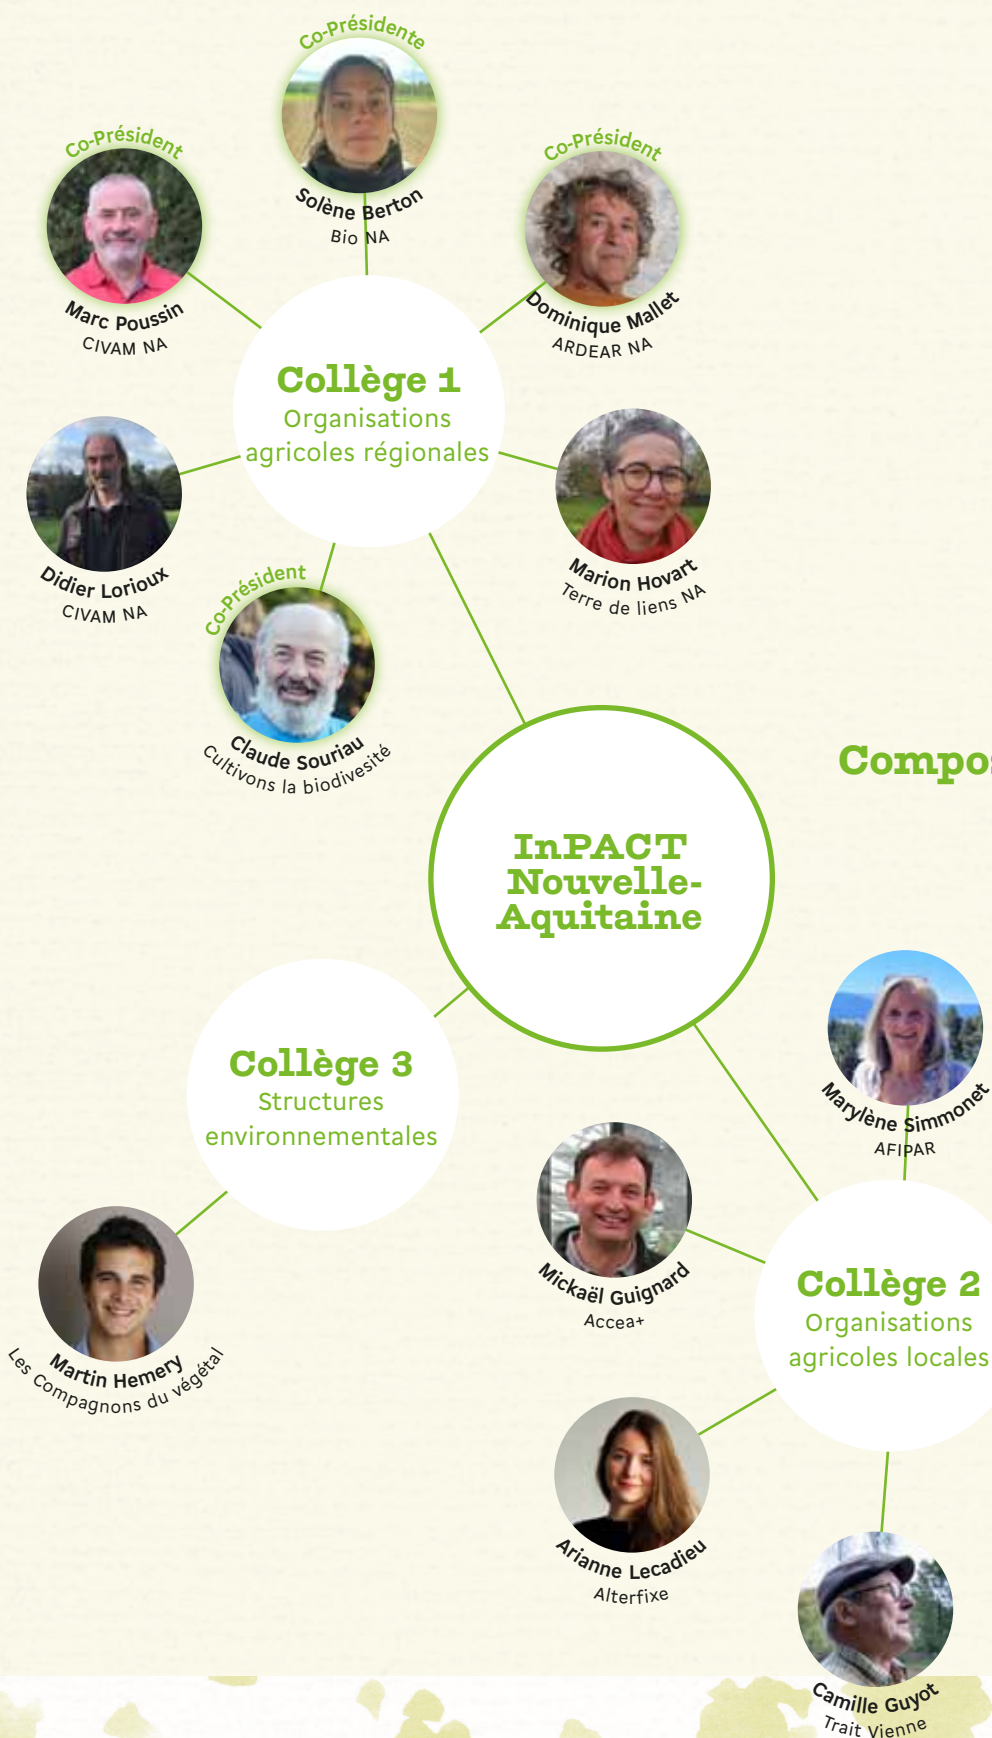 Co-Présidente
Solène Berton
Bio NA
Co-Président
Marc Poussin
CIVAM NA
Co-Président
Dominique Mallet
ARDEAR NA
Collège 1
Organisations
agricoles régionales
Didier Lorioux
CIVAM NA
Marion Hovart
Terre de liens NA
Co-Président
Claude Souriau
Cultivons la biodivesité
Compos
InPACT
Nouvelle-
Aquitaine
Collège 3
Structures
environnementales
Martin Hemery
Les Compagnons du végétal
Marylène Simmonet
AFIPAR
Mickaël Guignard
Accea+
Collège 2
Organisations
agricoles locales
Arianne Lecadieu
Alterfixe
Camille Guyot
Trait Vienne